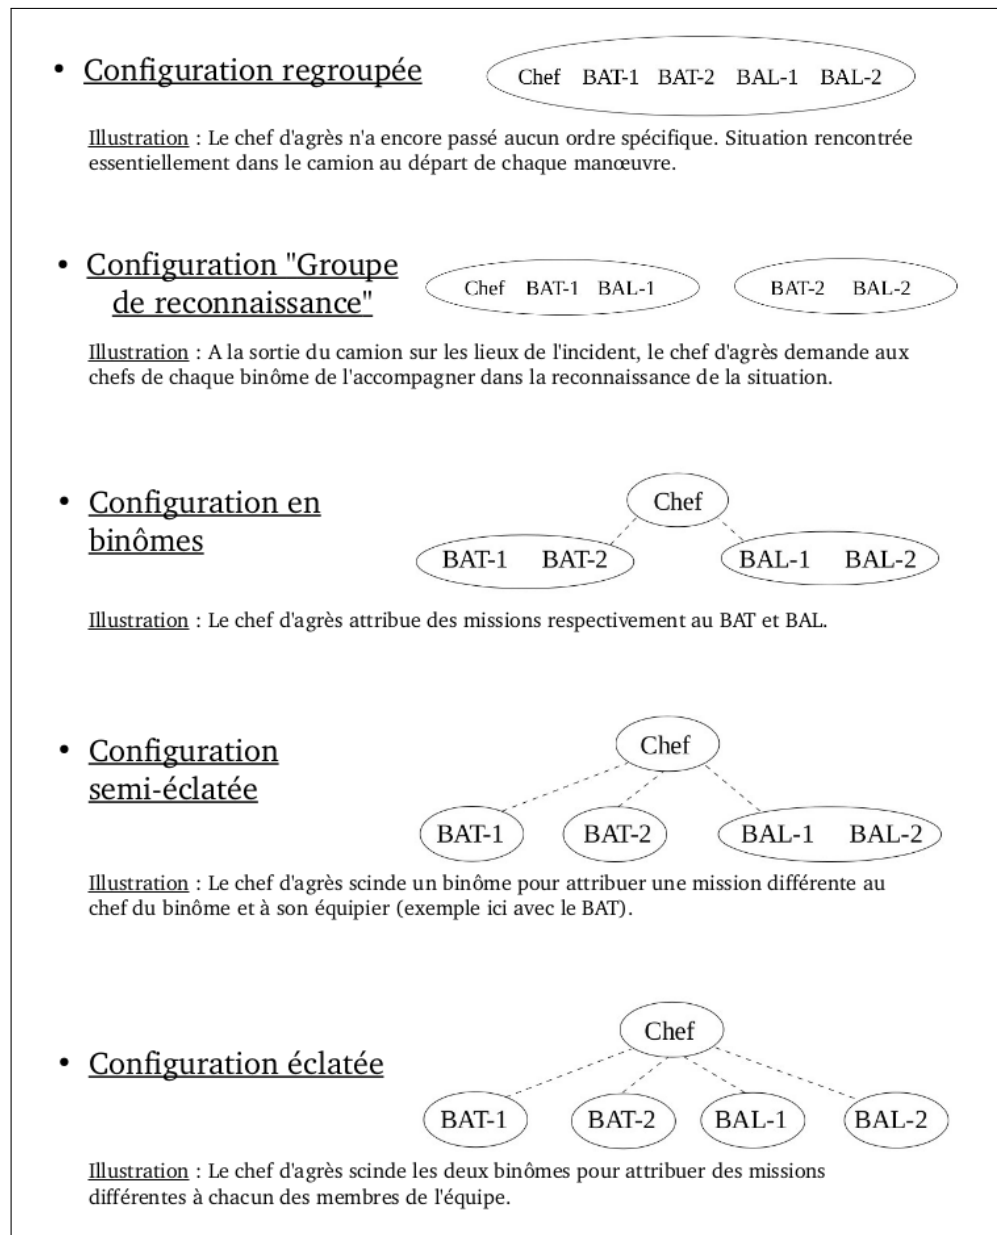 • Configuration regroupée
Chef BAT-1 BAT-2 BAL-1 BAL-2
Illustration : Le chef d'agrès n'a encore passé aucun ordre spécifique. Situation rencontrée
essentiellement dans le camion au départ de chaque manœuvre.
• Configuration "Groupe
de reconnaissance"
Chef BAT-1 BAL-1 BAT-2 BAL-2
Illustration : A la sortie du camion sur les lieux de l'incident, le chef d'agrès demande aux
chefs de chaque binôme de l'accompagner dans la reconnaissance de la situation.
• Configuration en
binômes
Chef
BAT-1 BAT-2 BAL-1 BAL-2
Illustration : Le chef d'agrès attribue des missions respectivement au BAT et BAL.
• Configuration
semi-éclatée
Chef
BAT-1 BAT-2 BAL-1 BAL-2
Illustration : Le chef d'agrès scinde un binôme pour attribuer une mission différente au
chef du binôme et à son équipier (exemple ici avec le BAT).
• Configuration éclatée
Chef
BAT-1 BAT-2 BAL-1 BAL-2
Illustration : Le chef d'agrès scinde les deux binômes pour attribuer des missions
différentes à chacun des membres de l'équipe.